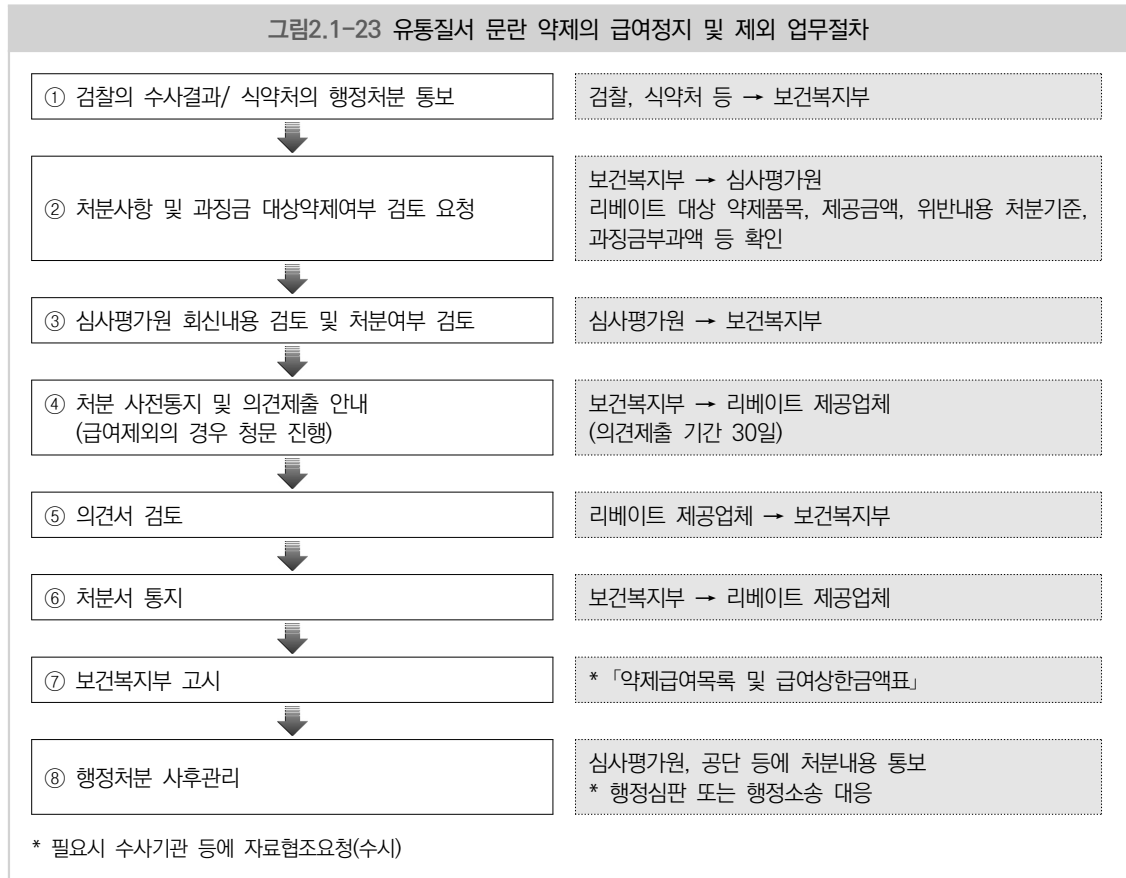 그림2.1-23 유통질서 문란 약제의 급여정지 및 제외 업무절차
① 검찰의 수사결과/ 식약처의 행정처분 통보
검찰, 식약처 등 → 보건복지부
② 처분사항 및 과징금 대상약제여부 검토 요청
보건복지부 → 심사평가원
리베이트 대상 약제품목, 제공금액, 위반내용 처분기준,
과징금부과액 등 확인
③ 심사평가원 회신내용 검토 및 처분여부 검토
심사평가원 → 보건복지부
④ 처분 사전통지 및 의견제출 안내
(급여제외의 경우 청문 진행)
보건복지부 → 리베이트 제공업체
(의견제출 기간 30일)
⑤ 의견서 검토
리베이트 제공업체 → 보건복지부
⑥ 처분서 통지
보건복지부 → 리베이트 제공업체
⑦ 보건복지부 고시
* 「약제급여목록 및 급여상한금액표」
⑧ 행정처분 사후관리
심사평가원, 공단 등에 처분내용 통보
* 행정심판 또는 행정소송 대응
* 필요시 수사기관 등에 자료협조요청(수시)